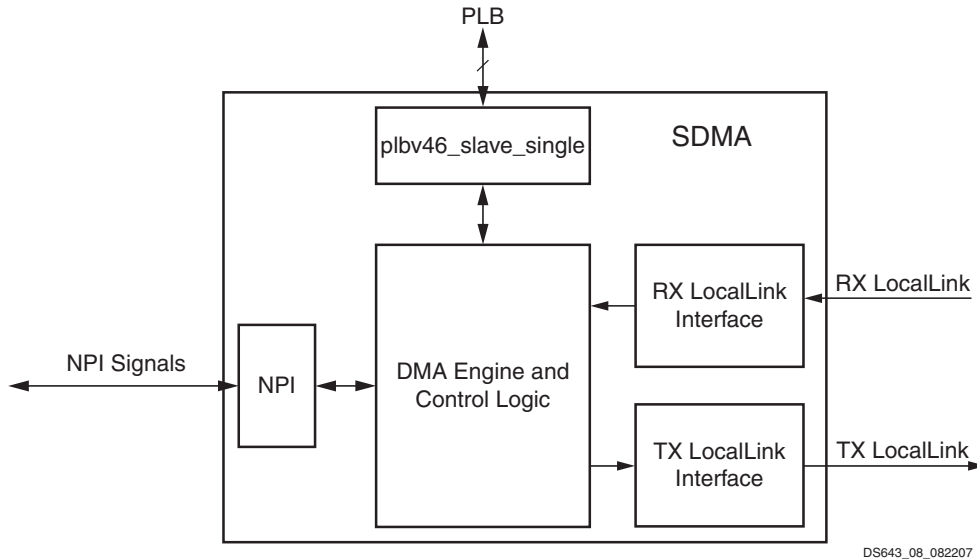 PLB
plbv46_slave_single
SDMA
RX LocalLink
Interface
RX LocalLink
NPI Signals
NPI
DMA Engine and
Control Logic
TX LocalLink
Interface
TX LocalLink
DS643_08_082207